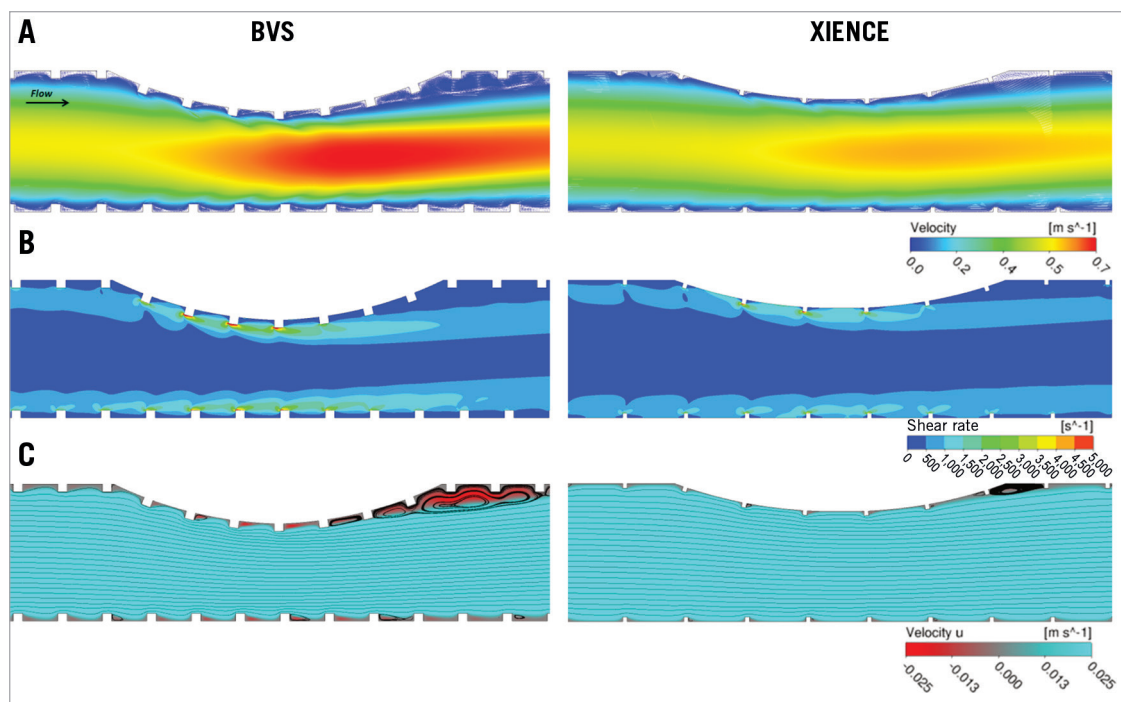 A BVS XIENCE
Flow
Velocity [m s^-1]
0.0 0.2 0.4 0.5 0.7
B
Shear rate [s^-1]
0 500 1,000 1,500 2,000 2,500 3,000 3,500 4,000 4,500 5,000
C
Velocity u [m s^-1]
-0.025 -0.013 0.000 0.013 0.025